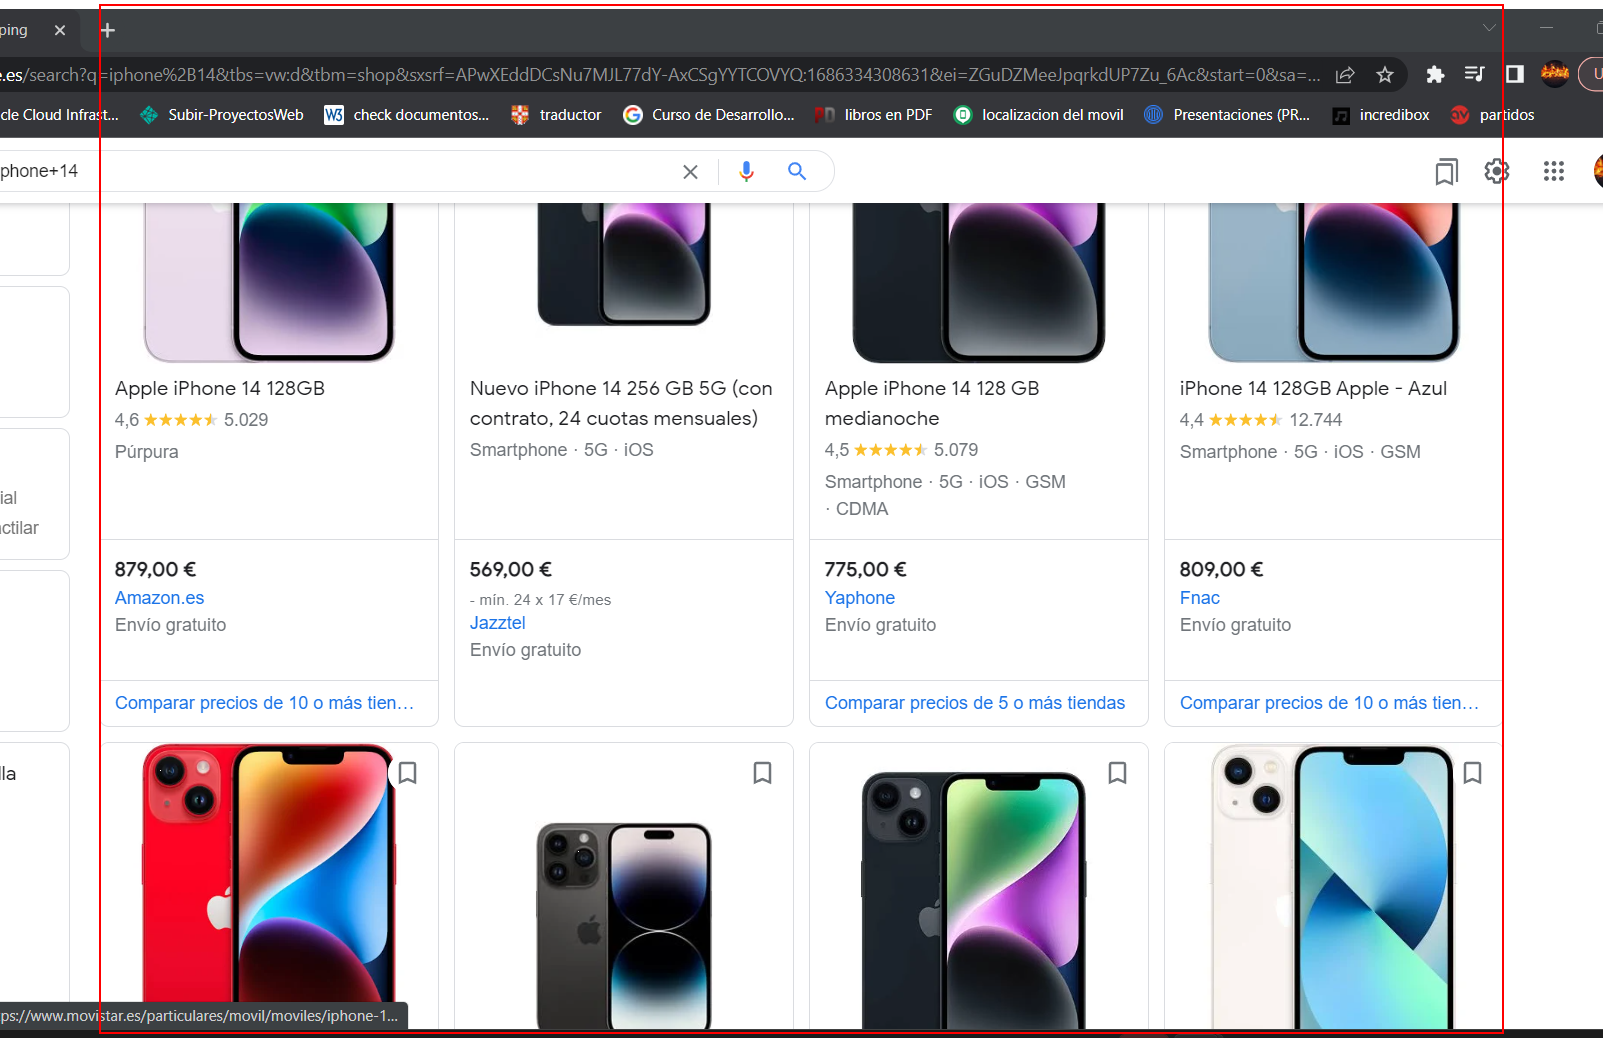 ping
e.es/search?q=iphone%2B14&tbs=vw:d&tbm=shop&sxsrf=APwXEddDCsNu7MJL77dY-AxCSgYYTCOVYQ:1686334308631&ei=ZGuDZMeeJpqrkdUP7Zu_6Ac&start=0&sa=...
cle Cloud Infrast... Subir-ProyectosWeb W3 check documentos... traductor Curso de Desarrollo... libros en PDF localizacion del movil Presentaciones (PR... incredibox partidos
phone+14
Apple iPhone 14 128GB
4,6 5.029
Púrpura
879,00 €
Amazon.es
Envío gratuito
Comparar precios de 10 o más tien…
Nuevo iPhone 14 256 GB 5G (con
contrato, 24 cuotas mensuales)
Smartphone · 5G · iOS
569,00 €
- mín. 24 x 17 €/mes
Jazztel
Envío gratuito
Apple iPhone 14 128 GB
medianoche
4,5 5.079
Smartphone · 5G · iOS · GSM
· CDMA
775,00 €
Yaphone
Envío gratuito
Comparar precios de 5 o más tiendas
iPhone 14 128GB Apple - Azul
4,4 12.744
Smartphone · 5G · iOS · GSM
809,00 €
Fnac
Envío gratuito
Comparar precios de 10 o más tien…
ial
ctilar
lla
ps://www.movistar.es/particulares/movil/moviles/iphone-1...